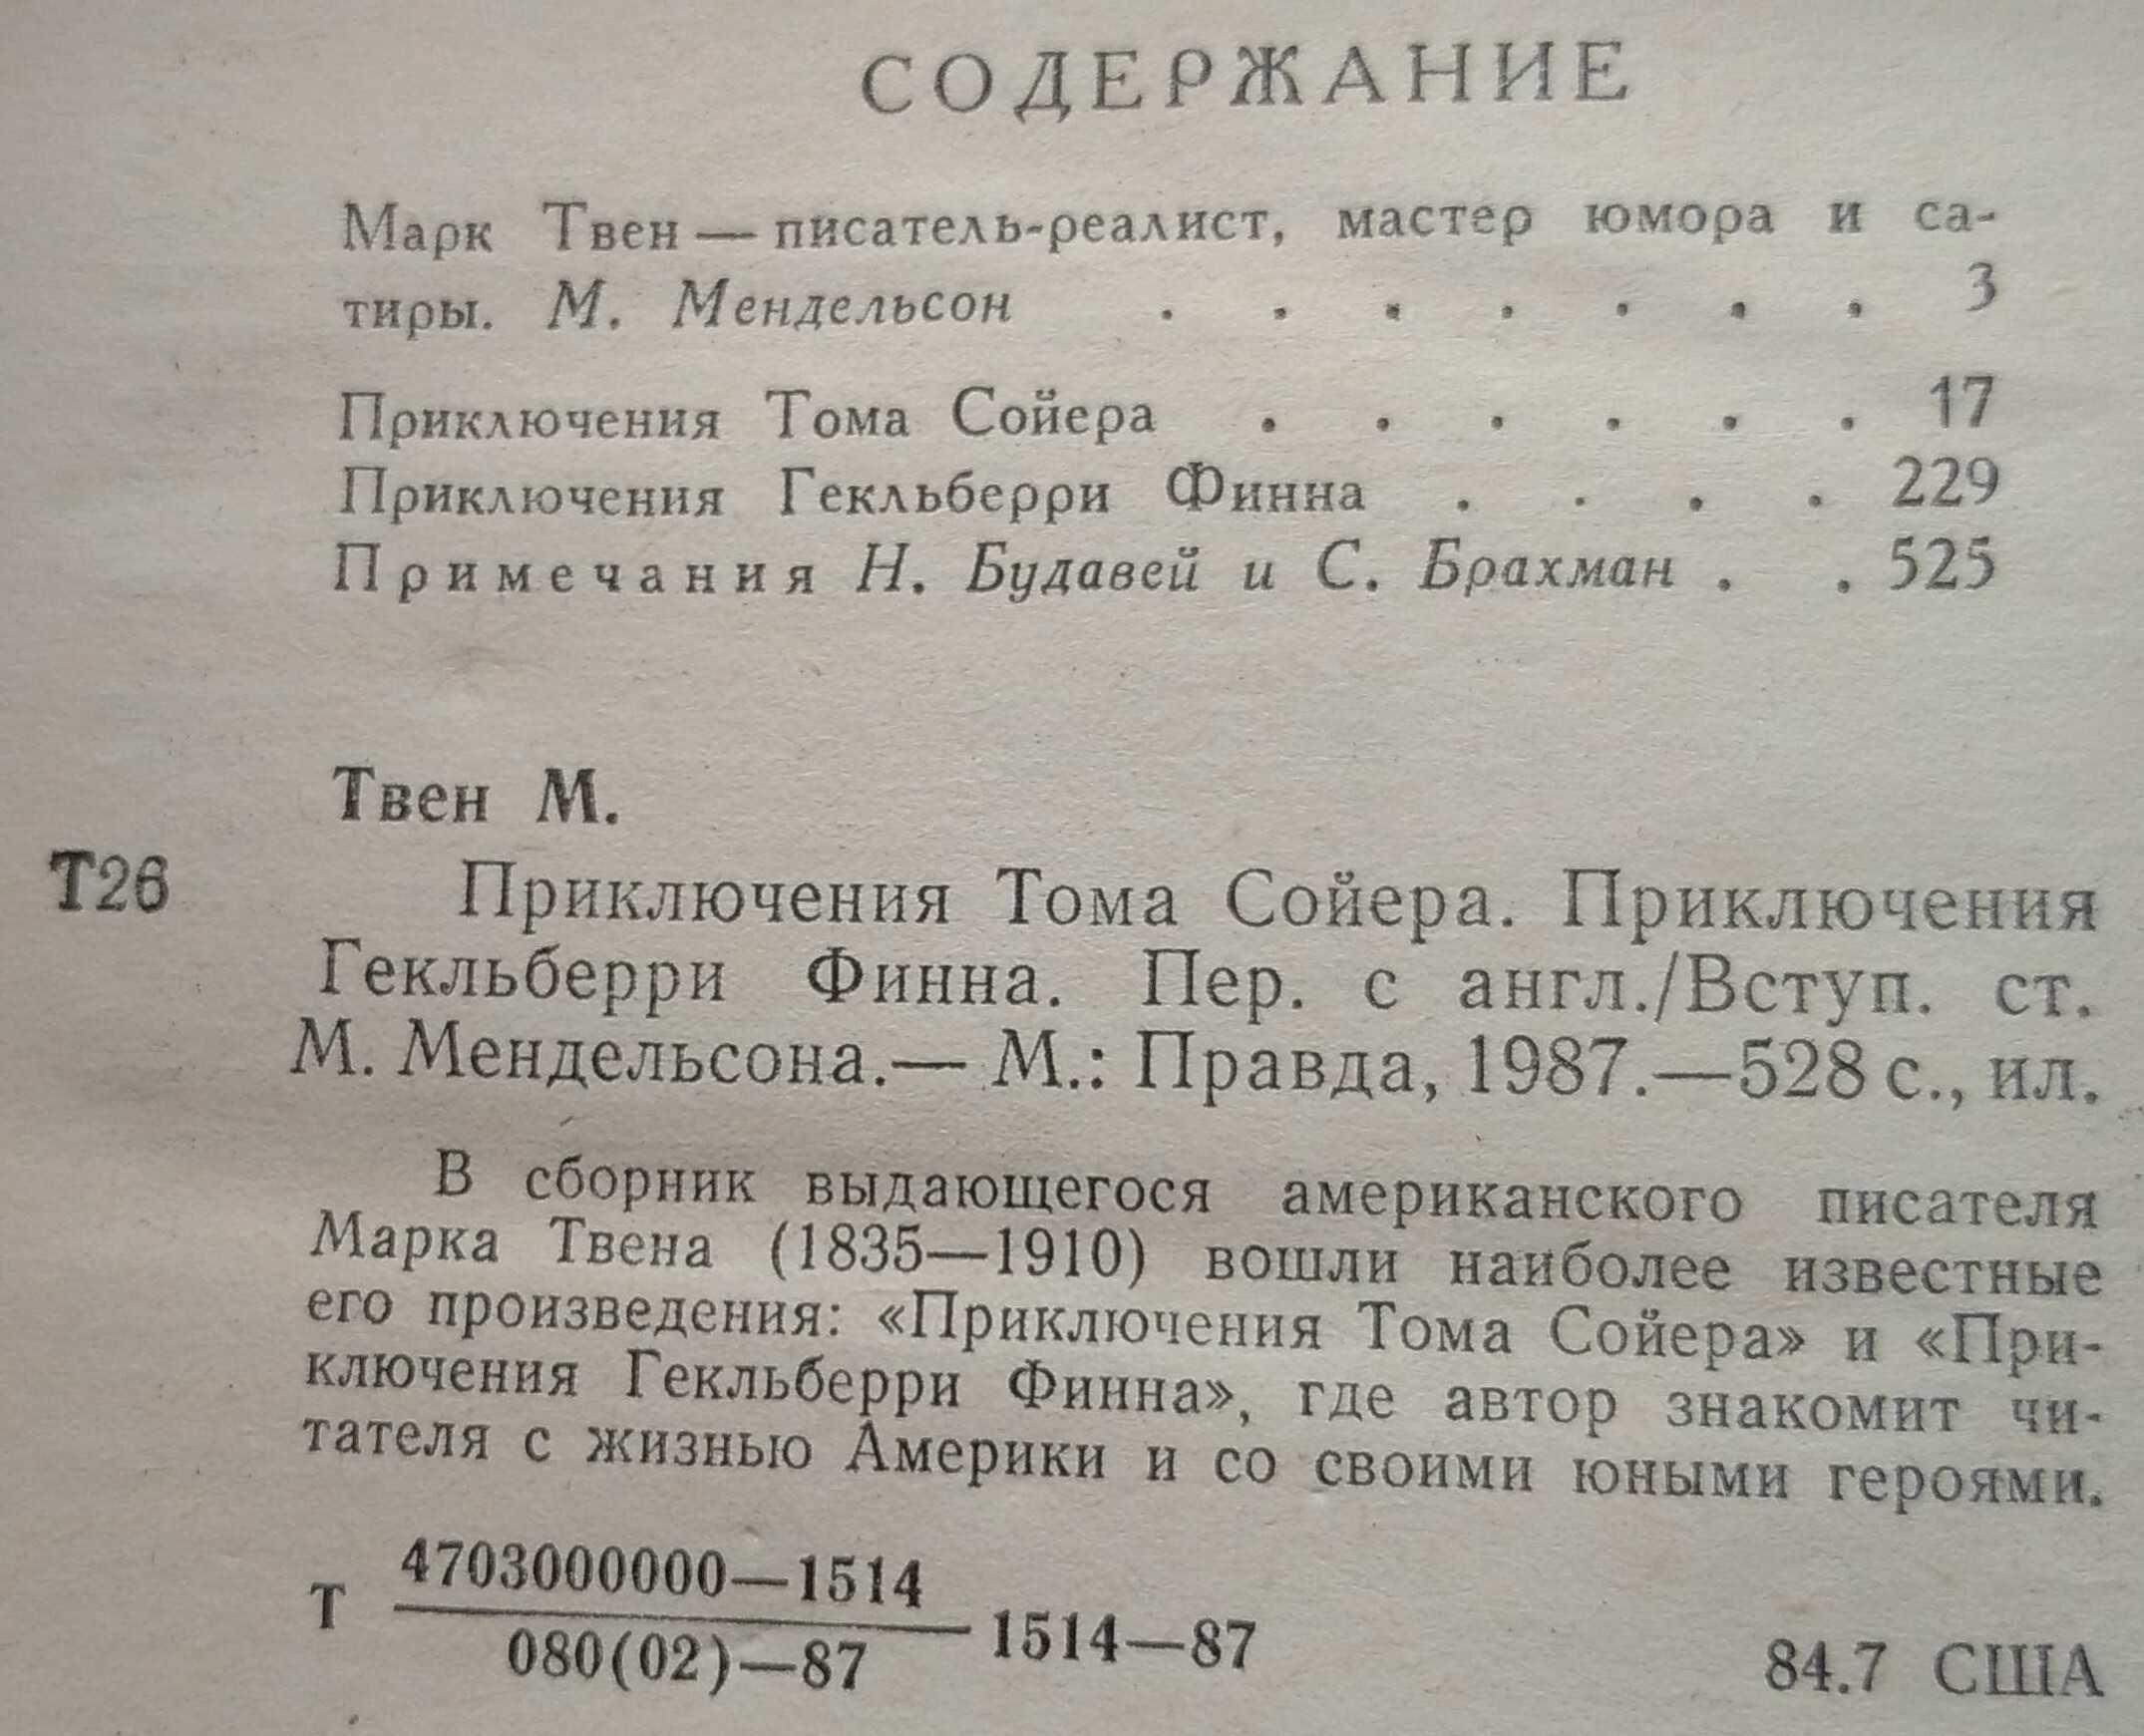 СОДЕРЖАНИЕ
Марк Твен — писатель-реалист, мастер юмора и са-
тиры. М. Мендельсон . . . . . . . 3
Приключения Тома Сойера . . . . . . 17
Приключения Гекльберри Финна . . . . 229
Примечания Н. Будавей и С. Брахман . . 525
Твен М.
Т26 Приключения Тома Сойера. Приключения
Гекльберри Финна. Пер. с англ./Вступ. ст.
М. Мендельсона.— М.: Правда, 1987.—528 с., ил.
В сборник выдающегося американского писателя
Марка Твена (1835—1910) вошли наиболее известные
его произведения: «Приключения Тома Сойера» и «При-
ключения Гекльберри Финна», где автор знакомит чи-
тателя с жизнью Америки и со своими юными героями.
4703000000—1514
Т 1514—87
080(02)—87
84.7 США